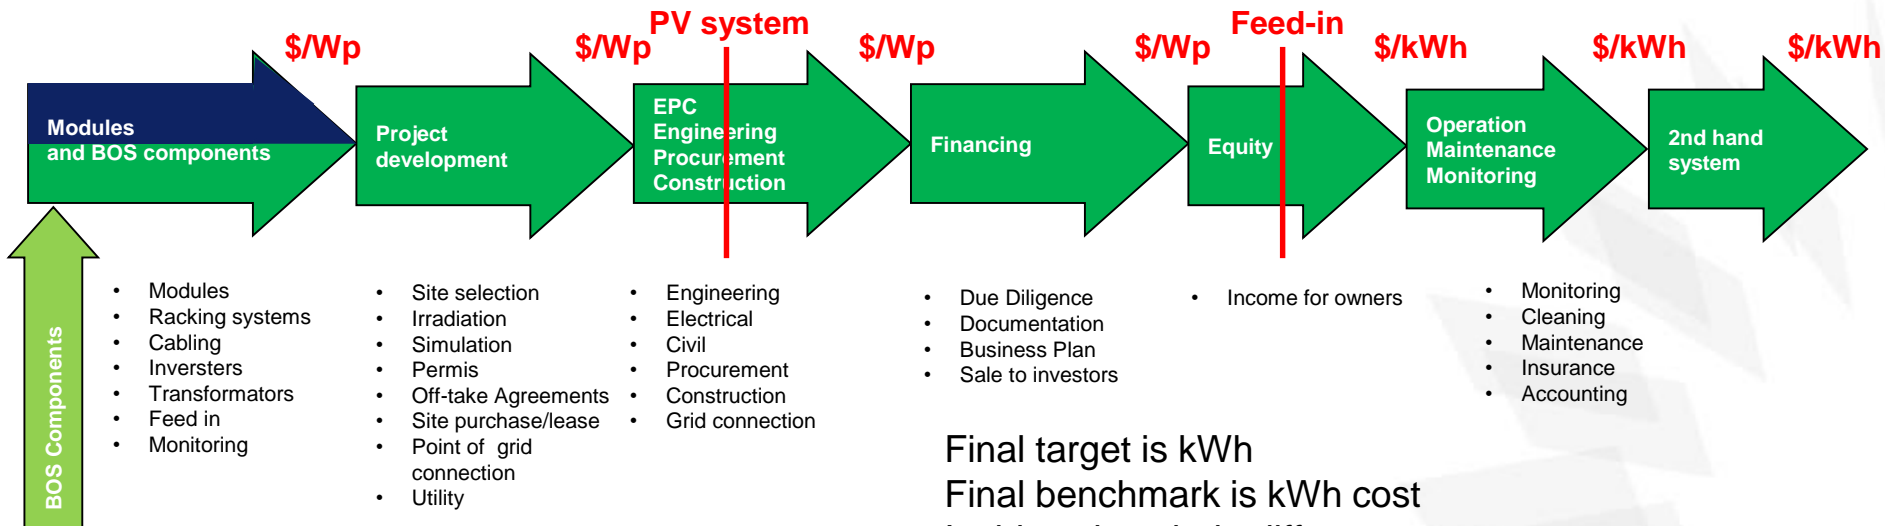 PV system
Feed-in
$/Wp
$/Wp
$/Wp
$/Wp
$/kWh
$/kWh
$/kWh
Modules
and BOS components
Project
development
EPC
Engineering
Procurement
Construction
Financing
Equity
Operation
Maintenance
Monitoring
2nd hand
system
BOS Components
• Modules
• Racking systems
• Cabling
• Inversters
• Transformators
• Feed in
• Monitoring
• Site selection
• Irradiation
• Simulation
• Permis
• Off-take Agreements
• Site purchase/lease
• Point of grid
connection
• Utility
• Engineering
• Electrical
• Civil
• Procurement
• Construction
• Grid connection
• Due Diligence
• Documentation
• Business Plan
• Sale to investors
• Income for owners
• Monitoring
• Cleaning
• Maintenance
• Insurance
• Accounting
Final target is kWh
Final benchmark is kWh cost